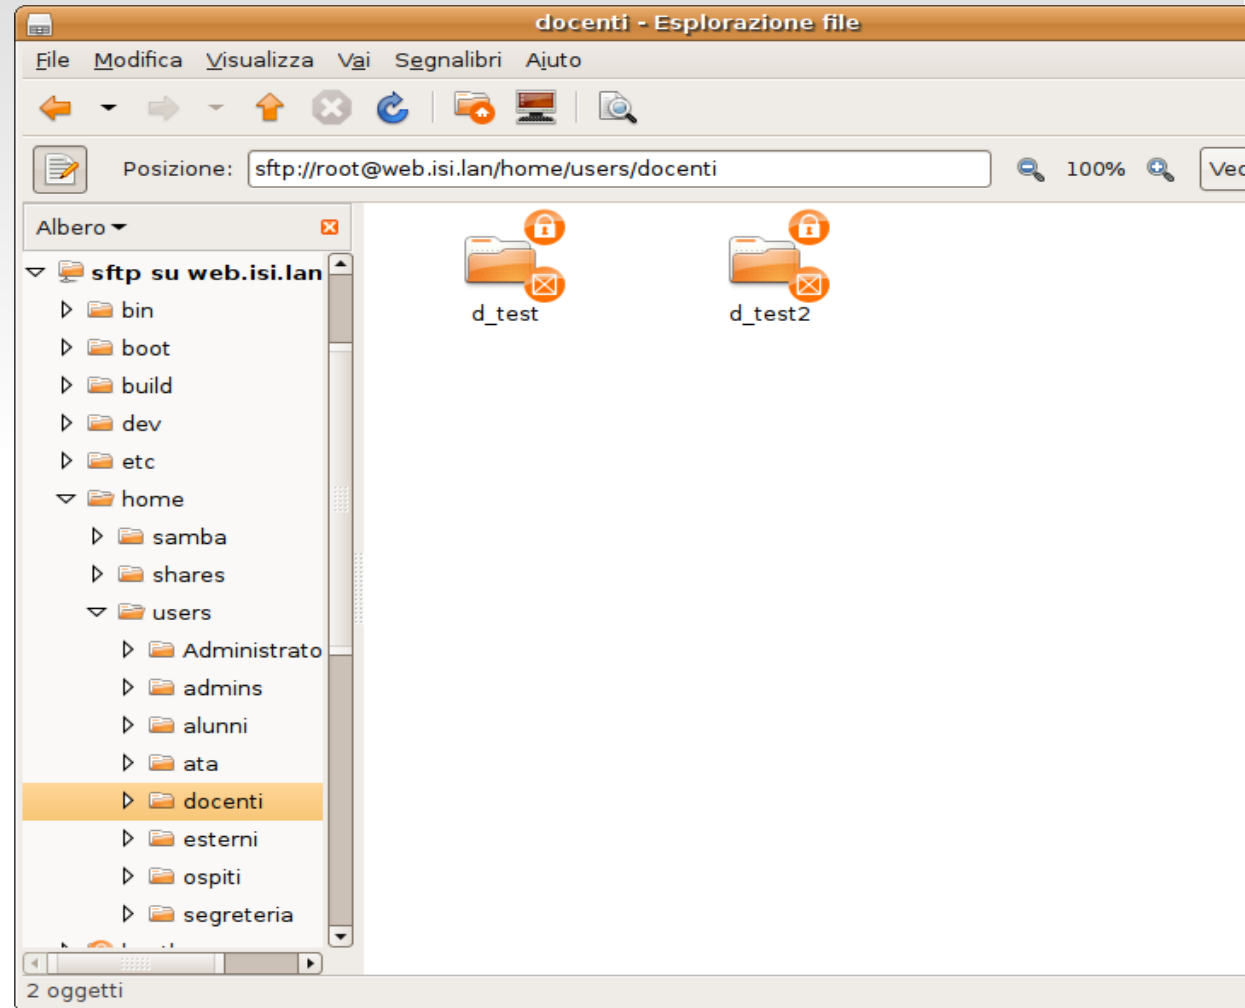 docenti - Esplorazione file
File Modifica Visualizza Vai Segnalibri Aiuto
Posizione: sftp://root@web.isi.lan/home/users/docenti 100%
Albero
sftp su web.isi.lan
bin
boot
build
dev
etc
home
samba
shares
users
Administrato
admins
alunni
ata
docenti
esterni
ospiti
segreteria
d_test d_test2
2 oggetti